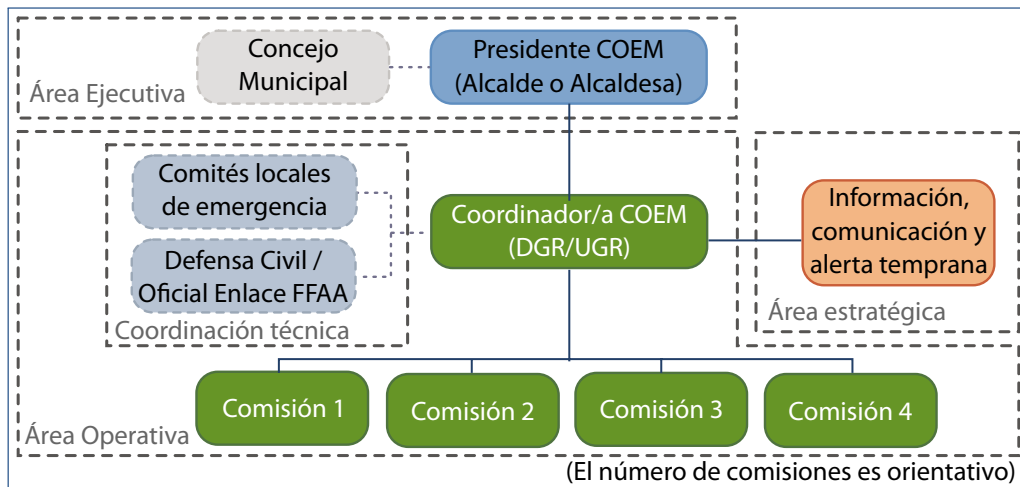 Concejo
Municipal
Presidente COEM
(Alcalde o Alcaldesa)
Área Ejecutiva
Comités locales
de emergencia
Defensa Civil /
Oficial Enlace FFAA
Coordinación técnica
Coordinador/a COEM
(DGR/UGR)
Información,
comunicación y
alerta temprana
Área estratégica
Comisión 1
Comisión 2
Comisión 3
Comisión 4
Área Operativa
(El número de comisiones es orientativo)